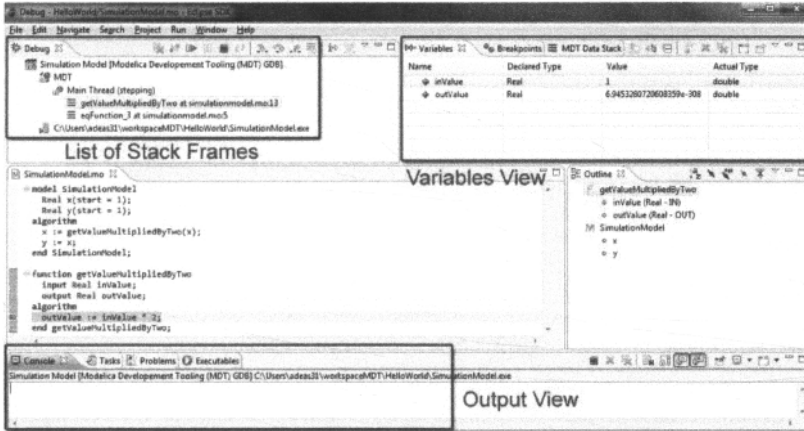 Debug - HelloWorld/SimulationModel.mo - Eclipse SDK
File Edit Navigate Search Project Run Window Help
Debug
Simulation Model [Modelica Developement Tooling (MDT) GDB]
MDT
Main Thread (stepping)
getValueMultipliedByTwo at simulationmodel.mo:13
eqFunction_3 at simulationmodel.mo:5
C:\Users\adeas31\workspaceMDT\HelloWorld\SimulationModel.exe
List of Stack Frames
Variables Breakpoints MDT Data Stack
Name Declared Type Value Actual Type
inValue Real 1 double
outValue Real 6.9453280720608359e-308 double
Variables View
SimulationModel.mo
model SimulationModel
Real x(start = 1);
Real y(start = 1);
algorithm
x := getValueMultipliedByTwo(x);
y := x;
end SimulationModel;
function getValueMultipliedByTwo
input Real inValue;
output Real outValue;
algorithm
outValue := inValue * 2;
end getValueMultipliedByTwo;
Outline
getValueMultipliedByTwo
inValue (Real - IN)
outValue (Real - OUT)
SimulationModel
x
y
Console Tasks Problems Executables
Simulation Model [Modelica Developement Tooling (MDT) GDB] C:\Users\adeas31\workspaceMDT\HelloWorld\SimulationModel.exe
Output View